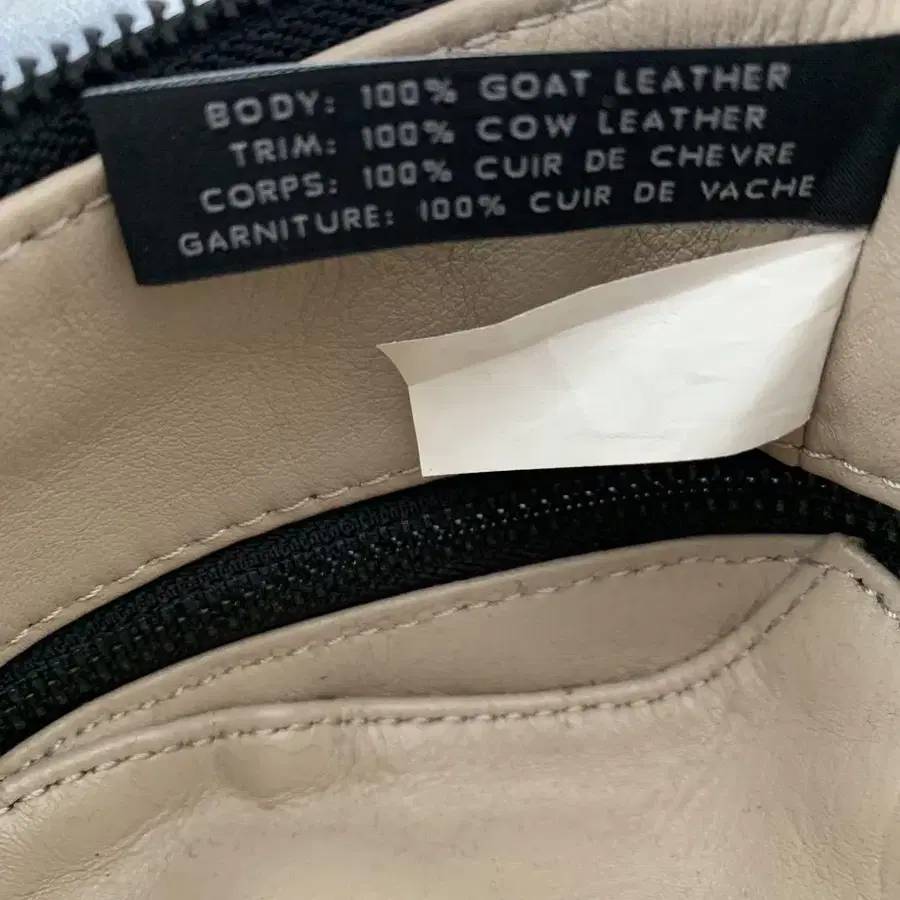 BODY: 100% GOAT LEATHER
TRIM: 100% COW LEATHER
CORPS: 100% CUIR DE CHEVRE
GARNITURE: 100% CUIR DE VACHE